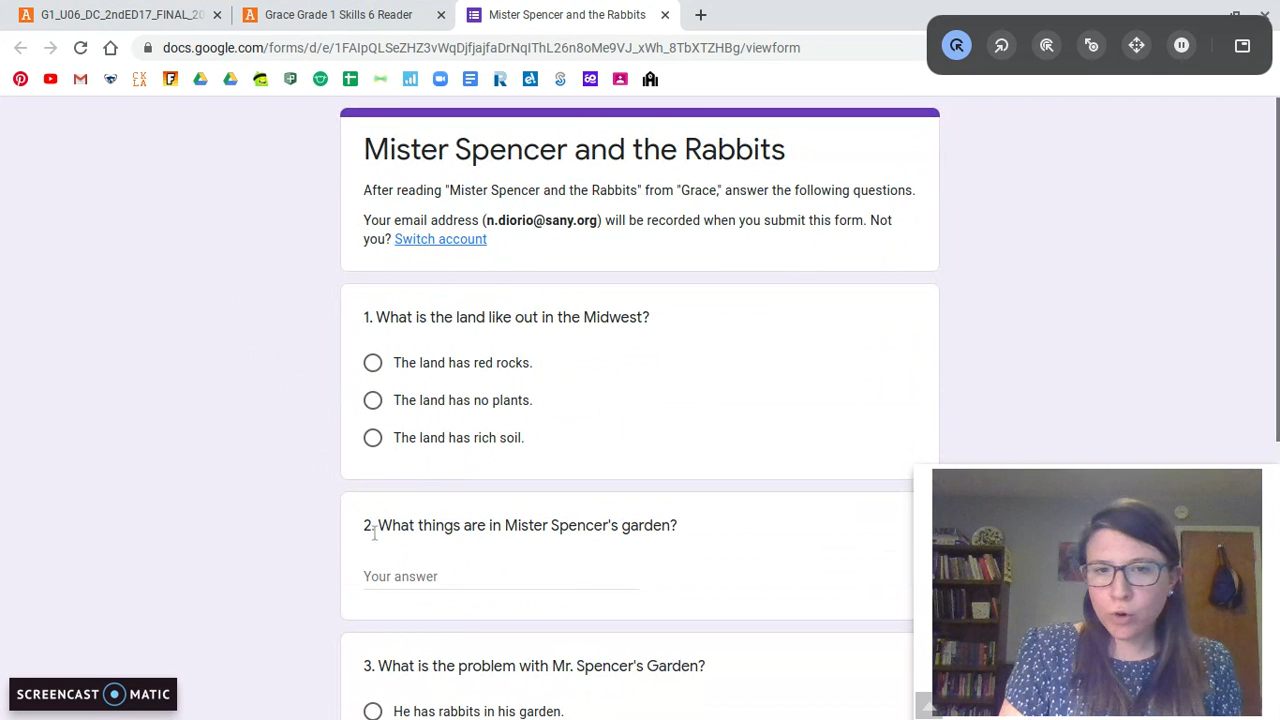 G1_U06_DC_2ndED17_FINAL_20
Grace Grade 1 Skills 6 Reader
Mister Spencer and the Rabbits
docs.google.com/forms/d/e/1FAIpQLSeZHZ3vWqDjfjajfaDrNqIThL26n8oMe9VJ_xWh_8TbXTZHBg/viewform
Mister Spencer and the Rabbits
After reading "Mister Spencer and the Rabbits" from "Grace," answer the following questions.
Your email address (n.diorio@sany.org) will be recorded when you submit this form. Not
you? Switch account
1. What is the land like out in the Midwest?
The land has red rocks.
The land has no plants.
The land has rich soil.
2. What things are in Mister Spencer's garden?
Your answer
3. What is the problem with Mr. Spencer's Garden?
He has rabbits in his garden.
SCREENCAST MATIC